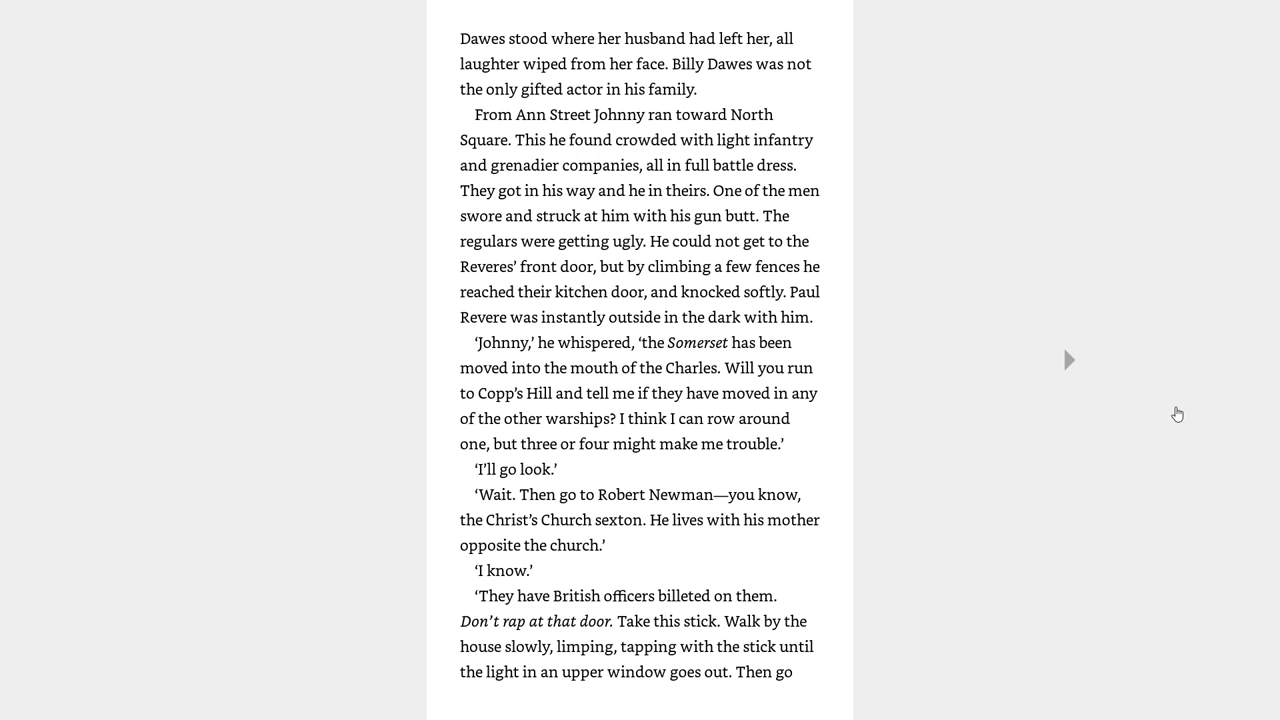 Dawes stood where her husband had left her, all
laughter wiped from her face. Billy Dawes was not
the only gifted actor in his family.
From Ann Street Johnny ran toward North
Square. This he found crowded with light infantry
and grenadier companies, all in full battle dress.
They got in his way and he in theirs. One of the men
swore and struck at him with his gun butt. The
regulars were getting ugly. He could not get to the
Reveres’ front door, but by climbing a few fences he
reached their kitchen door, and knocked softly. Paul
Revere was instantly outside in the dark with him.
‘Johnny,’ he whispered, ‘the Somerset has been
moved into the mouth of the Charles. Will you run
to Copp’s Hill and tell me if they have moved in any
of the other warships? I think I can row around
one, but three or four might make me trouble.’
‘I’ll go look.’
‘Wait. Then go to Robert Newman—you know,
the Christ’s Church sexton. He lives with his mother
opposite the church.’
‘I know.’
‘They have British officers billeted on them.
Don’t rap at that door. Take this stick. Walk by the
house slowly, limping, tapping with the stick until
the light in an upper window goes out. Then go